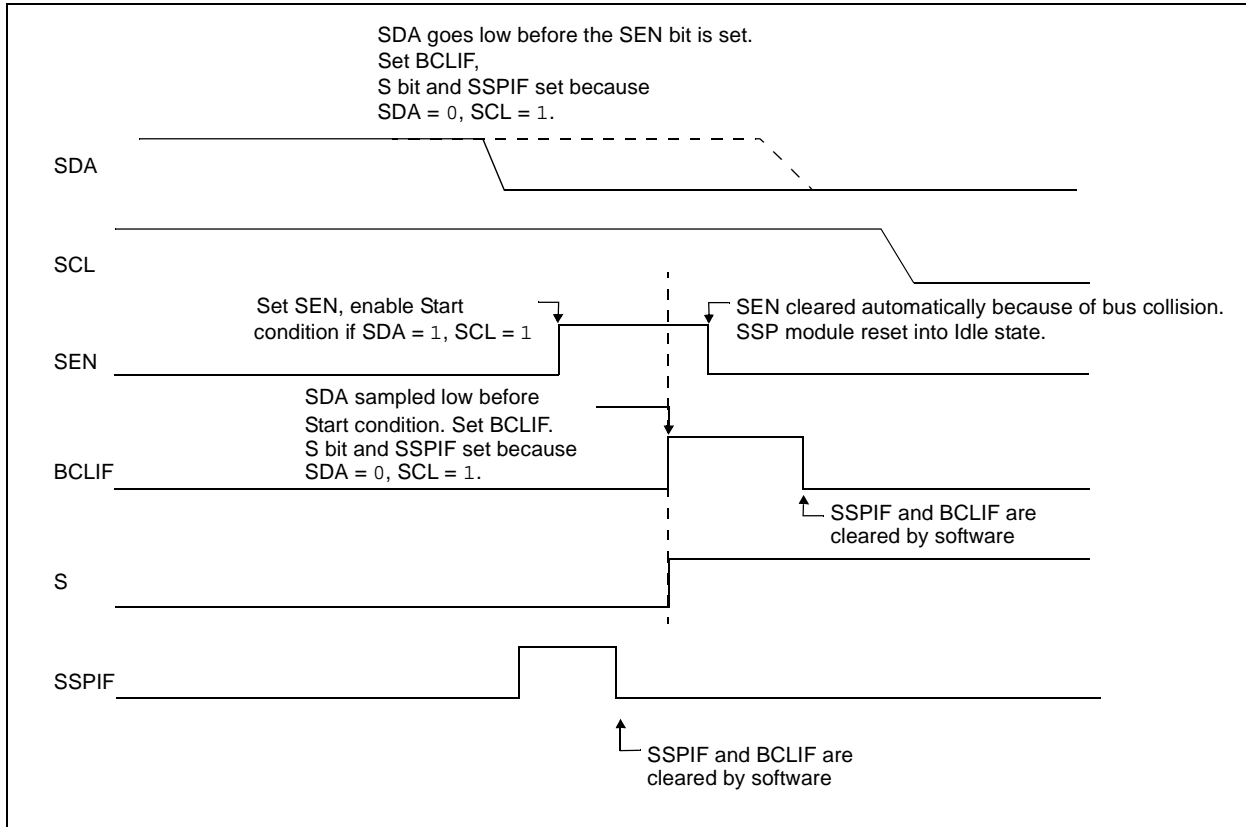 SDA goes low before the SEN bit is set.
Set BCLIF,
S bit and SSPIF set because
SDA = 0, SCL = 1.
SDA
SCL
Set SEN, enable Start
condition if SDA = 1, SCL = 1
SEN cleared automatically because of bus collision.
SSP module reset into Idle state.
SEN
SDA sampled low before
Start condition. Set BCLIF.
S bit and SSPIF set because
SDA = 0, SCL = 1.
BCLIF
SSPIF and BCLIF are
cleared by software
S
SSPIF
SSPIF and BCLIF are
cleared by software